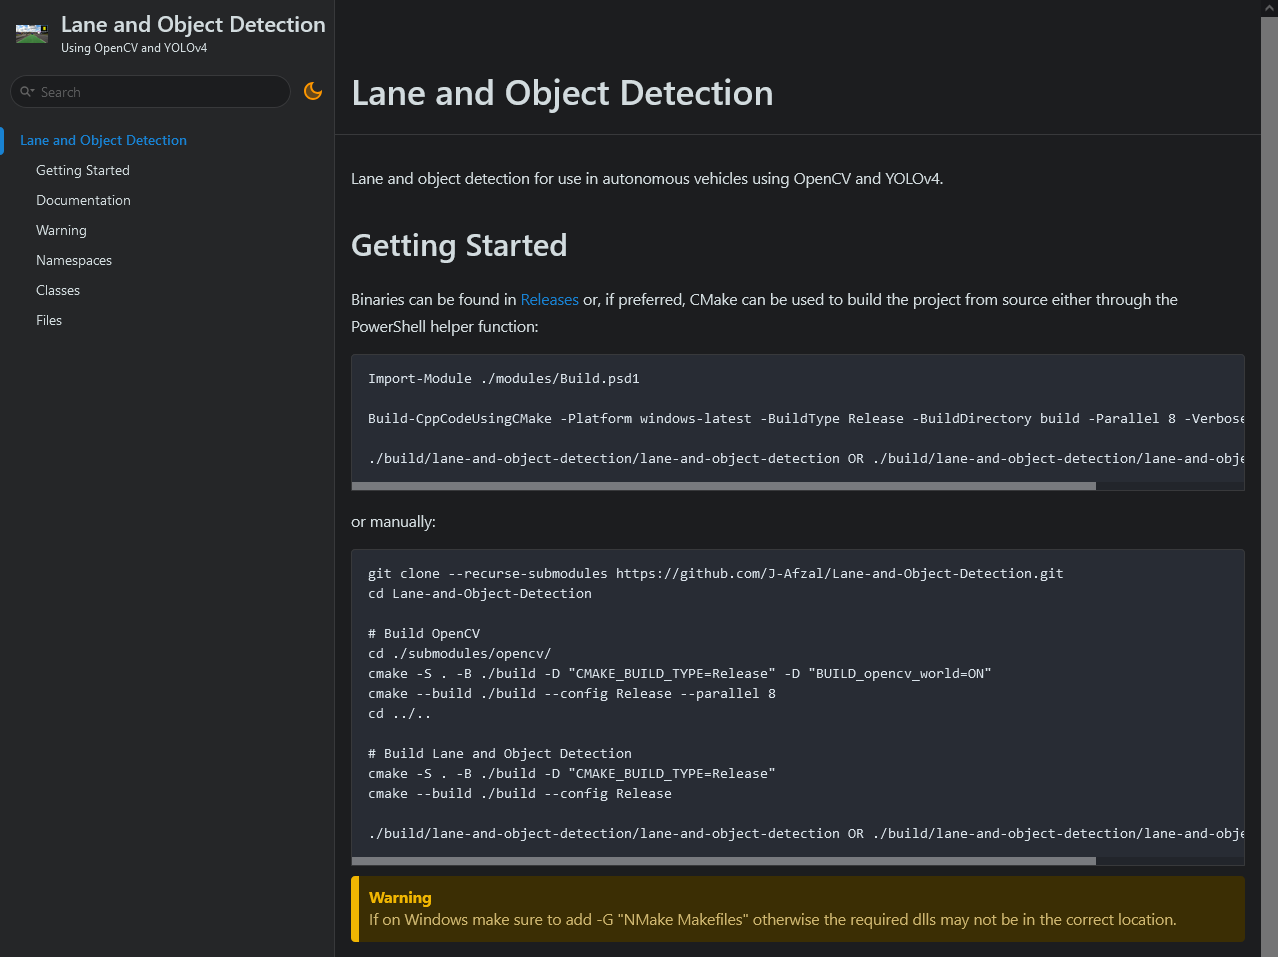 Lane and Object Detection
Using OpenCV and YOLOv4
Search
Lane and Object Detection
Getting Started
Documentation
Warning
Namespaces
Classes
Files
Lane and Object Detection
Lane and object detection for use in autonomous vehicles using OpenCV and YOLOv4.
Getting Started
Binaries can be found in Releases or, if preferred, CMake can be used to build the project from source either through the
PowerShell helper function:
Import-Module ./modules/Build.psd1
Build-CppCodeUsingCMake -Platform windows-latest -BuildType Release -BuildDirectory build -Parallel 8 -Verbose
./build/lane-and-object-detection/lane-and-object-detection OR ./build/lane-and-object-detection/lane-and-obje
or manually:
git clone --recurse-submodules https://github.com/J-Afzal/Lane-and-Object-Detection.git
cd Lane-and-Object-Detection
# Build OpenCV
cd ./submodules/opencv/
cmake -S . -B ./build -D "CMAKE_BUILD_TYPE=Release" -D "BUILD_opencv_world=ON"
cmake --build ./build --config Release --parallel 8
cd ../..
# Build Lane and Object Detection
cmake -S . -B ./build -D "CMAKE_BUILD_TYPE=Release"
cmake --build ./build --config Release
./build/lane-and-object-detection/lane-and-object-detection OR ./build/lane-and-object-detection/lane-and-obje
Warning
If on Windows make sure to add -G "NMake Makefiles" otherwise the required dlls may not be in the correct location.